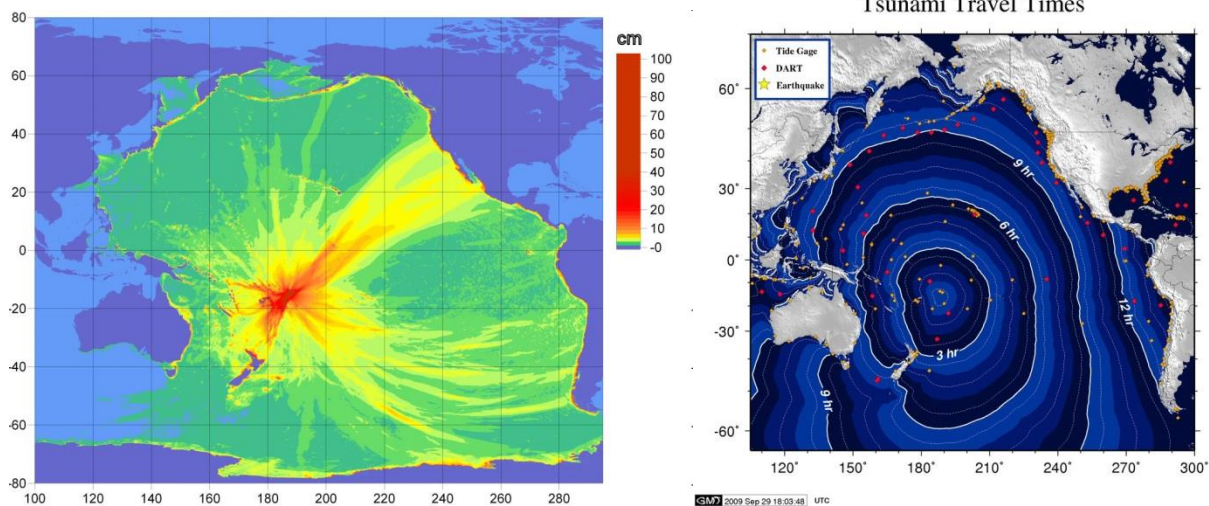 Tsunami Travel Times
cm
100
90
80
70
60
50
40
30
20
10
-0
80
60
40
20
0
-20
-40
-60
-80
100 120 140 160 180 200 220 240 260 280
Tide Gage
DART
Earthquake
60°
30°
0°
-30°
-60°
9 hr
6 hr
3 hr
12 hr
9 hr
120° 150° 180° 210° 240° 270° 300°
GMD 2009 Sep 29 18:03:48 UTC